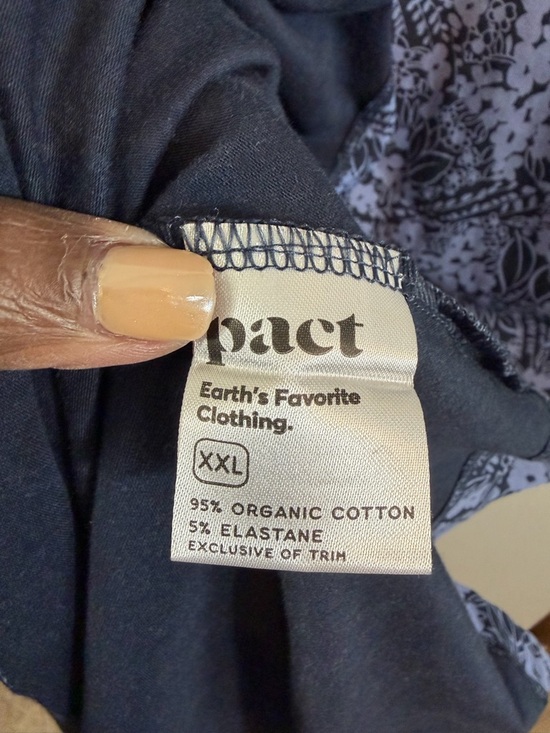 pact
Earth's Favorite
Clothing.
XXL
95% ORGANIC COTTON
5% ELASTANE
EXCLUSIVE OF TRIM